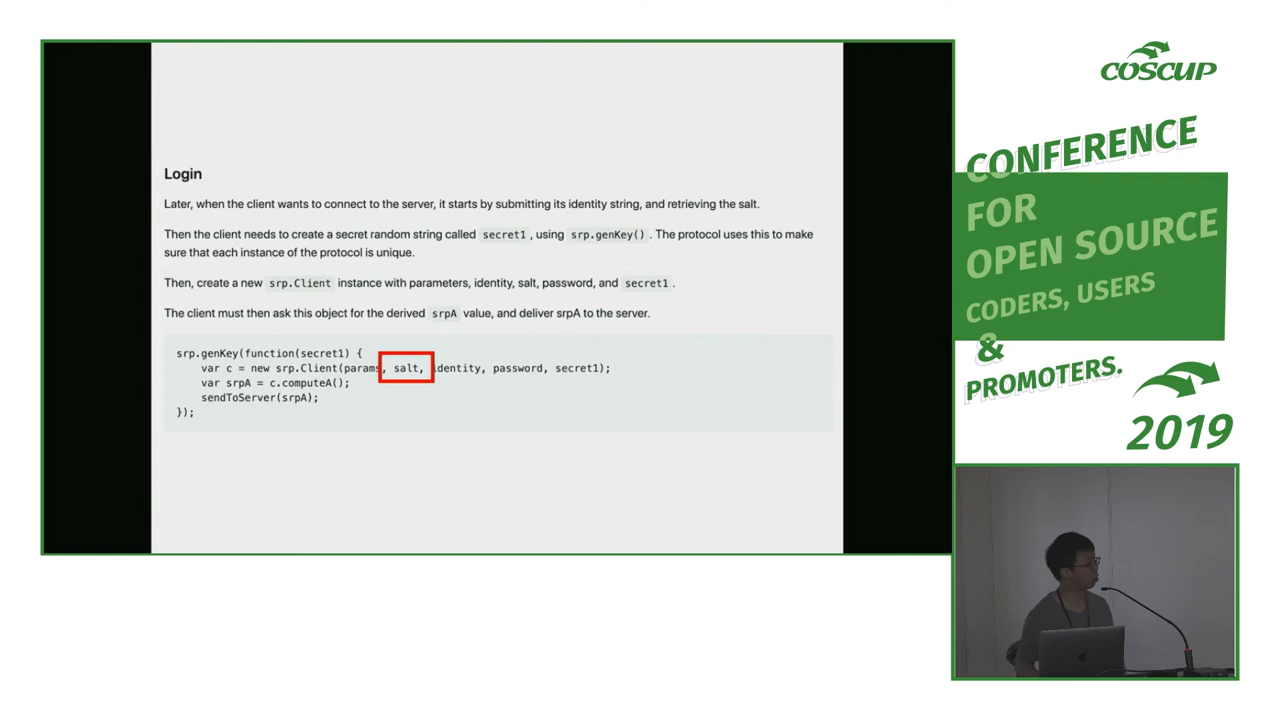 Login
Later, when the client wants to connect to the server, it starts by submitting its identity string, and retrieving the salt.
Then the client needs to create a secret random string called secret1 , using srp.genKey() . The protocol uses this to make
sure that each instance of the protocol is unique.
Then, create a new srp.Client instance with parameters, identity, salt, password, and secret1 .
The client must then ask this object for the derived srpA value, and deliver srpA to the server.
srp.genKey(function(secret1) {
var c = new srp.Client(params, salt, identity, password, secret1);
var srpA = c.computeA();
sendToServer(srpA);
});
COSCUP
CONFERENCE
FOR
OPEN SOURCE
CODERS, USERS
&
PROMOTERS.
2019